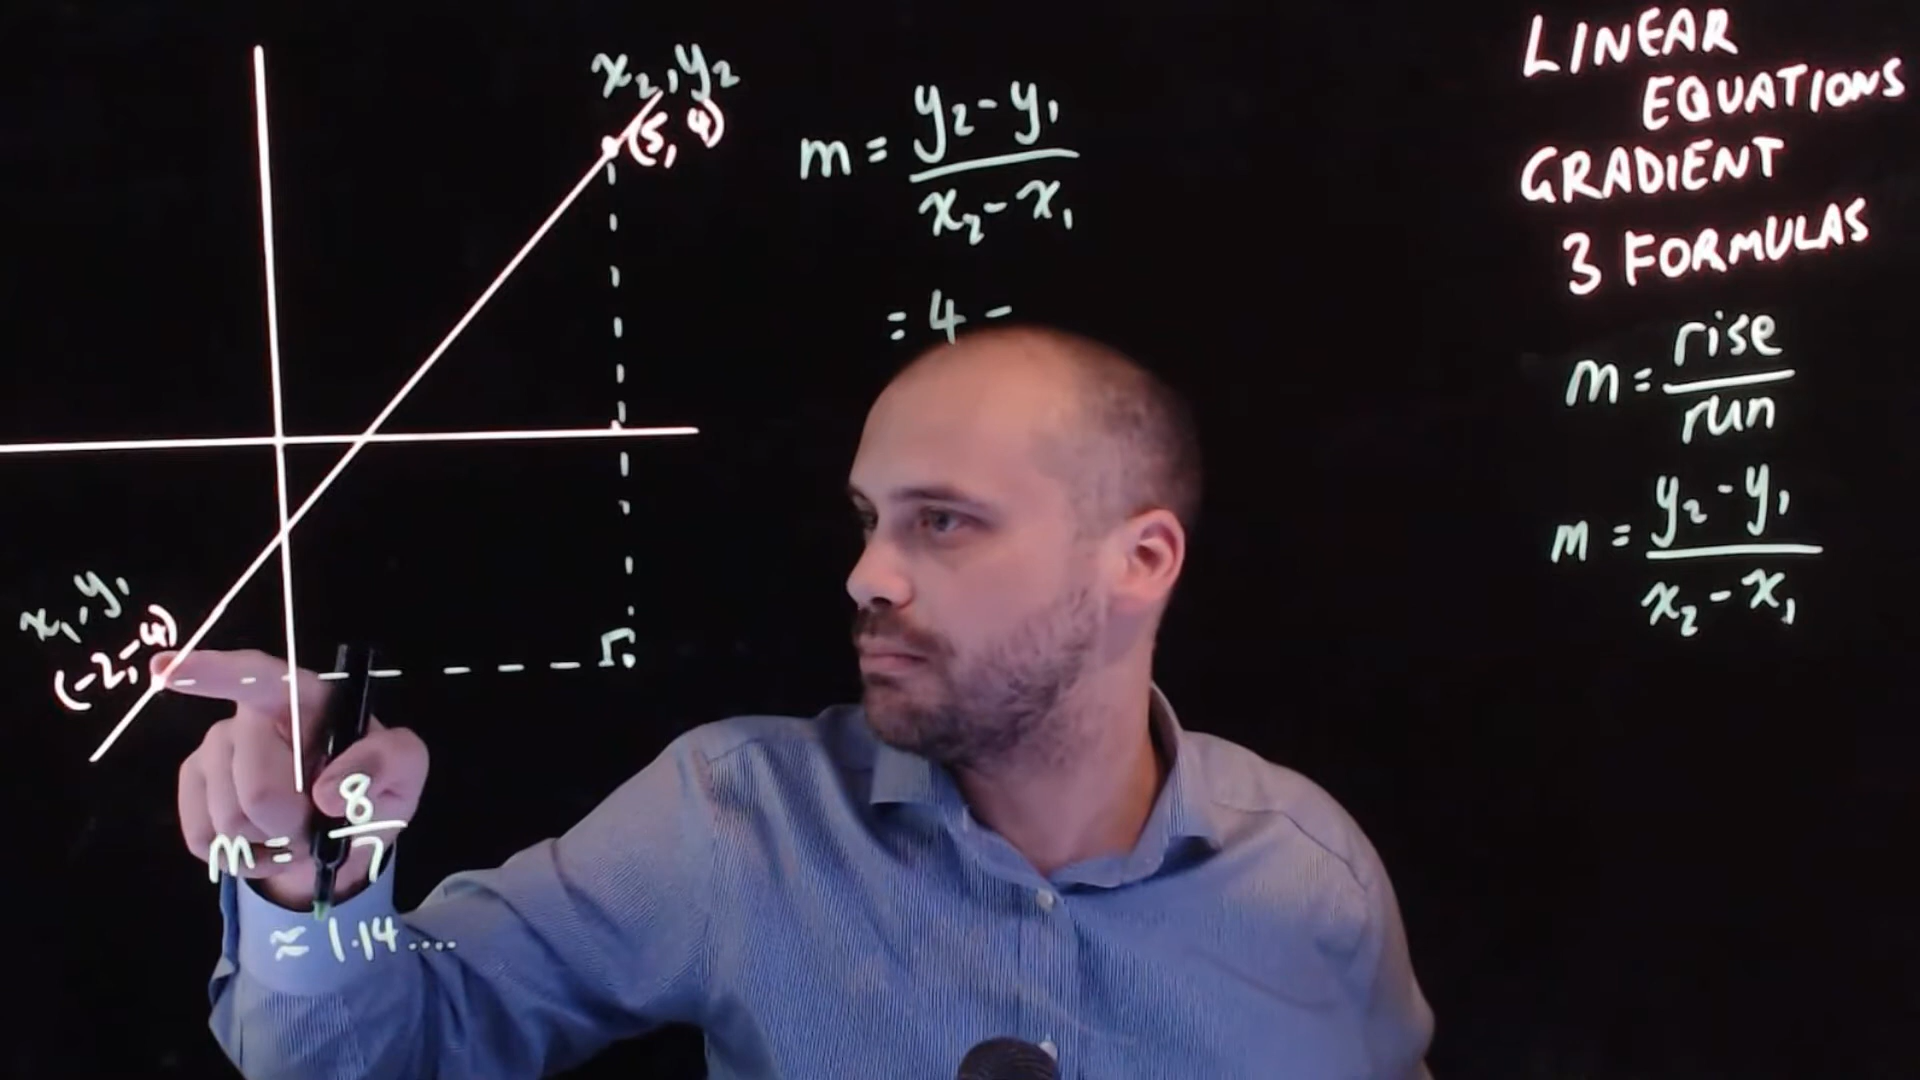 x₂, y₂
(5, 4)
x₁, y₁
(-2, -4)
m = 8/7
≈ 1.14....
m = y₂-y₁/x₂-x₁
= 4 -
LINEAR
EQUATIONS
GRADIENT
3 FORMULAS
m = rise/run
m = y₂-y₁/x₂-x₁